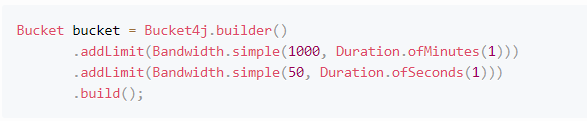 Bucket bucket = Bucket4j.builder()
        .addLimit(Bandwidth.simple(1000, Duration.ofMinutes(1)))
        .addLimit(Bandwidth.simple(50, Duration.ofSeconds(1)))
        .build();